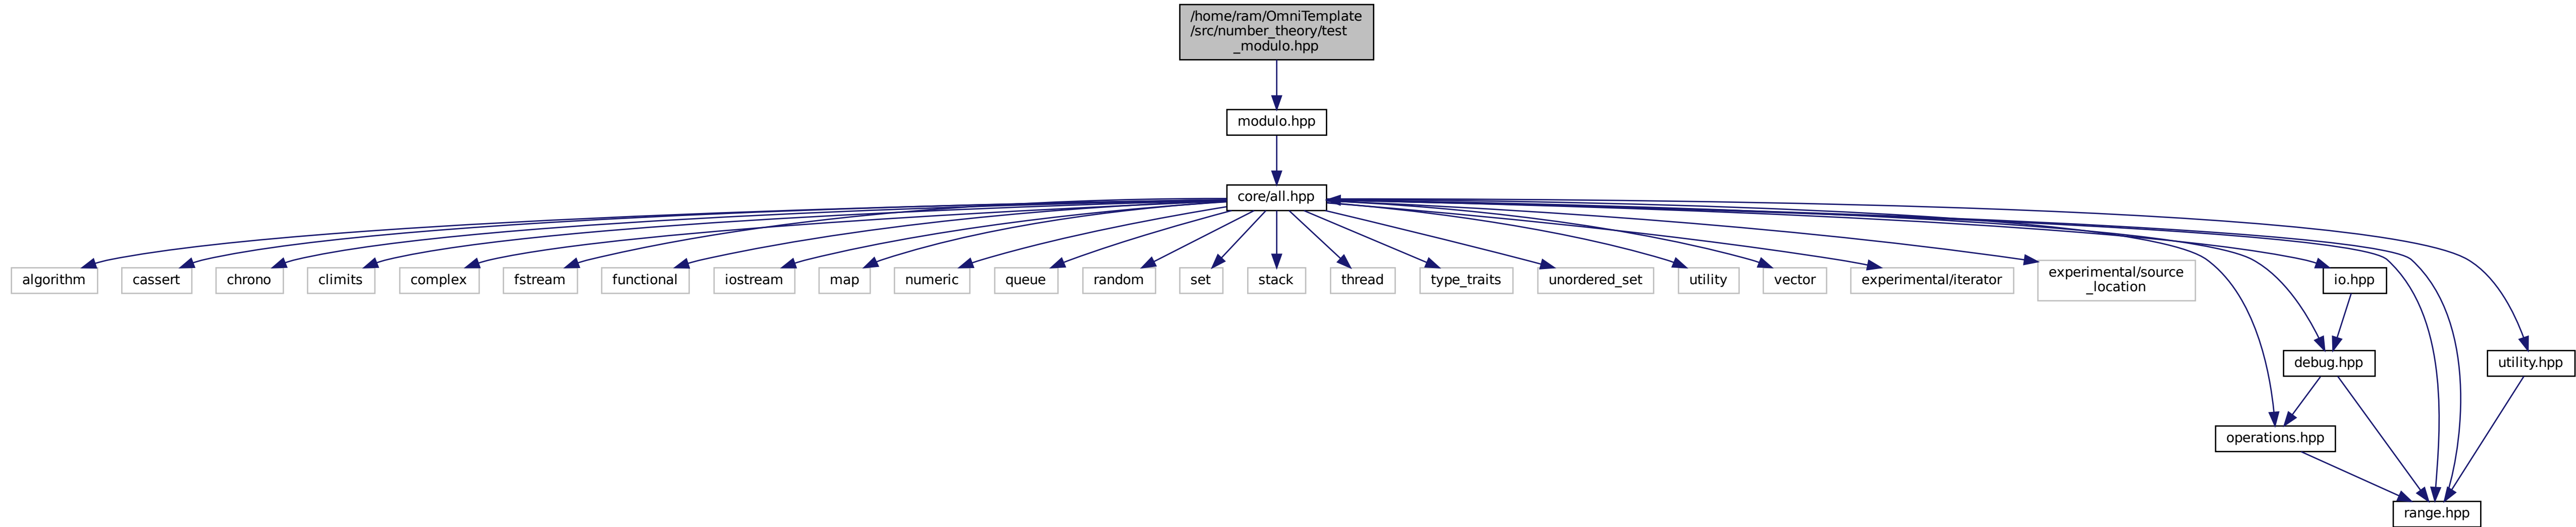 /home/ram/OmniTemplate
/src/number_theory/test
_modulo.hpp
modulo.hpp
core/all.hpp
algorithm
cassert
chrono
climits
complex
fstream
functional
iostream
map
numeric
queue
random
set
stack
thread
type_traits
unordered_set
utility
vector
experimental/iterator
experimental/source
_location
io.hpp
debug.hpp
utility.hpp
operations.hpp
range.hpp